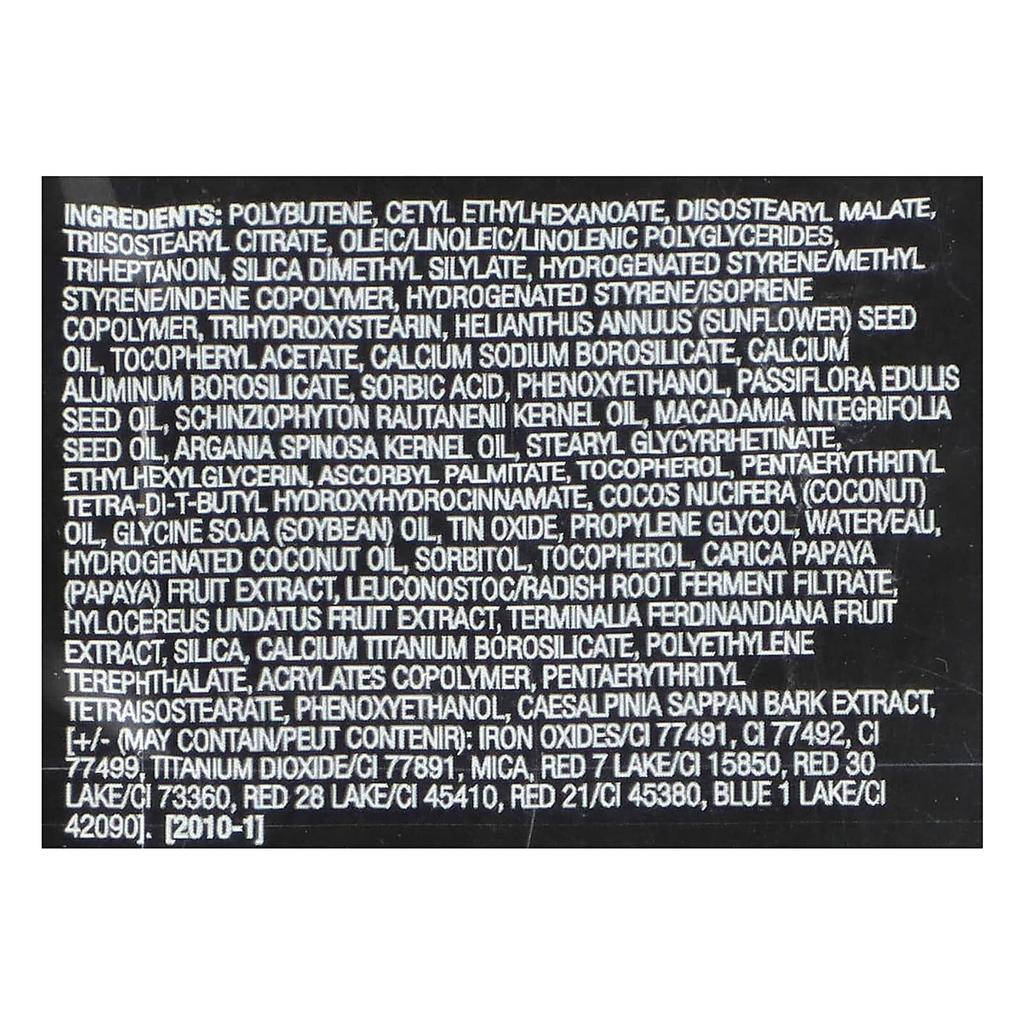 INGREDIENTS: POLYBUTENE, CETYL ETHYLHEXANOATE, DIISOSTEARYL MALATE,
TRIISOSTEARYL CITRATE, OLEIC/LINOLEIC/LINOLENIC POLYGLYCERIDES,
TRIHEPTANOIN, SILICA DIMETHYL SILYLATE, HYDROGENATED STYRENE/METHYL
STYRENE/INDENE COPOLYMER, HYDROGENATED STYRENE/ISOPRENE
COPOLYMER, TRIHYDROXYSTEARIN, HELIANTHUS ANNUUS (SUNFLOWER) SEED
OIL, TOCOPHERYL ACETATE, CALCIUM SODIUM BOROSILICATE, CALCIUM
ALUMINUM BOROSILICATE, SORBIC ACID, PHENOXYETHANOL, PASSIFLORA EDULIS
SEED OIL, SCHINZIOPHYTON RAUTANENII KERNEL OIL, MACADAMIA INTEGRIFOLIA
SEED OIL, ARGANIA SPINOSA KERNEL OIL, STEARYL GLYCYRRHETINATE,
ETHYLHEXYLGLYCERIN, ASCORBYL PALMITATE, TOCOPHEROL, PENTAERYTHRITYL
TETRA-DI-T-BUTYL HYDROXYHYDROCINNAMATE, COCOS NUCIFERA (COCONUT)
OIL, GLYCINE SOJA (SOYBEAN) OIL, TIN OXIDE, PROPYLENE GLYCOL, WATER/EAU,
HYDROGENATED COCONUT OIL, SORBITOL, TOCOPHEROL, CARICA PAPAYA
(PAPAYA) FRUIT EXTRACT, LEUCONOSTOC/RADISH ROOT FERMENT FILTRATE,
HYLOCEREUS UNDATUS FRUIT EXTRACT, TERMINALIA FERDINANDIANA FRUIT
EXTRACT, SILICA, CALCIUM TITANIUM BOROSILICATE, POLYETHYLENE
TEREPHTHALATE, ACRYLATES COPOLYMER, PENTAERYTHRITYL
TETRAISOSTEARATE, PHENOXYETHANOL, CAESALPINIA SAPPAN BARK EXTRACT,
[+/- (MAY CONTAIN/PEUT CONTENIR): IRON OXIDES/CI 77491, CI 77492, CI
77499, TITANIUM DIOXIDE/CI 77891, MICA, RED 7 LAKE/CI 15850, RED 30
LAKE/CI 73360, RED 28 LAKE/CI 45410, RED 21/CI 45380, BLUE 1 LAKE/CI
42090]. [2010-1]